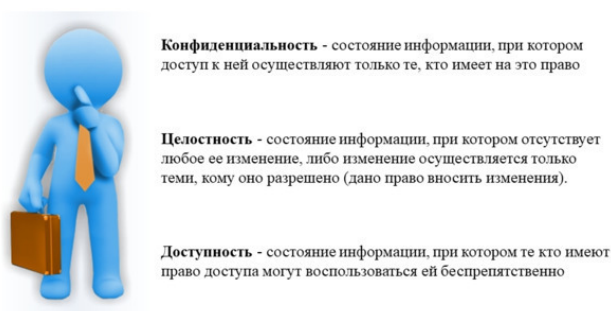 Конфиденциальность - состояние информации, при котором
доступ к ней осуществляют только те, кто имеет на это право
Целостность - состояние информации, при котором отсутствует
любое ее изменение, либо изменение осуществляется только
теми, кому оно разрешено (дано право вносить изменения).
Доступность - состояние информации, при котором те кто имеют
право доступа могут воспользоваться ей беспрепятственно